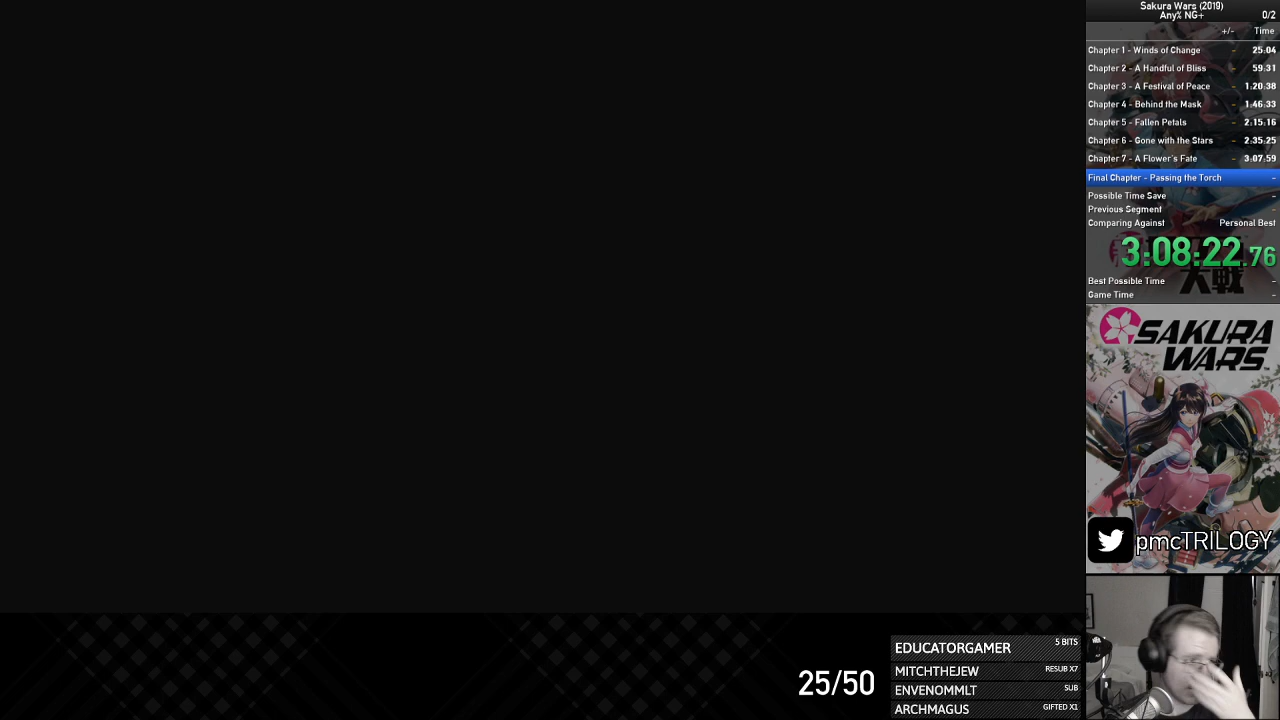 Sakura Wars (2019)
Any% NG+ 0/2
+/- Time
Chapter 1 - Winds of Change - 25:04
Chapter 2 - A Handful of Bliss - 59:31
Chapter 3 - A Festival of Peace - 1:20:38
Chapter 4 - Behind the Mask - 1:46:33
Chapter 5 - Fallen Petals - 2:15:16
Chapter 6 - Gone with the Stars - 2:35:25
Chapter 7 - A Flower's Fate - 3:07:59
Final Chapter - Passing the Torch -
Possible Time Save -
Previous Segment -
Comparing Against Personal Best
3:08:22.76
大戦
Best Possible Time -
Game Time -
SAKURA
WARS
pmcTRILOGY
25/50
EDUCATORGAMER 5 BITS
MITCHTHEJEW RESUB X7
ENVENOMMLT SUB
ARCHMAGUS GIFTED X1